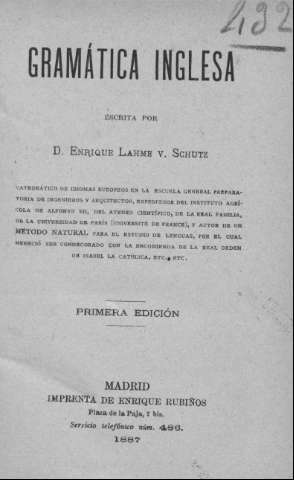 492
GRAMÁTICA INGLESA
ESCRITA POR
D. ENRIQUE LAHME V. SCHUTZ
CATEDRÁTICO DE IDIOMAS EUROPEOS EN LA ESCUELA GENERAL PREPARA-
TORIA DE INGENIEROS Y ARQUITECTOS, EXPROFESOR DEL INSTITUTO AGRÍ-
COLA DE ALFONSO XII, DEL ATENEO CIENTÍFICO, DE LA REAL FAMILIA,
DE LA UNIVERSIDAD DE PARÍS (UNIVERSITÉ DE FRANCE), Y AUTOR DE UN
MÉTODO NATURAL PARA EL ESTUDIO DE LENGUAS, POR EL CUAL
MERECIÓ SER CONDECORADO CON LA ENCOMIENDA DE LA REAL ORDEN
DE ISABEL LA CATÓLICA, ETC., ETC.
PRIMERA EDICIÓN
MADRID
IMPRENTA DE ENRIQUE RUBIÑOS
Plaza de la Paja, 7 bis.
Servicio telefónico núm. 486.
1887